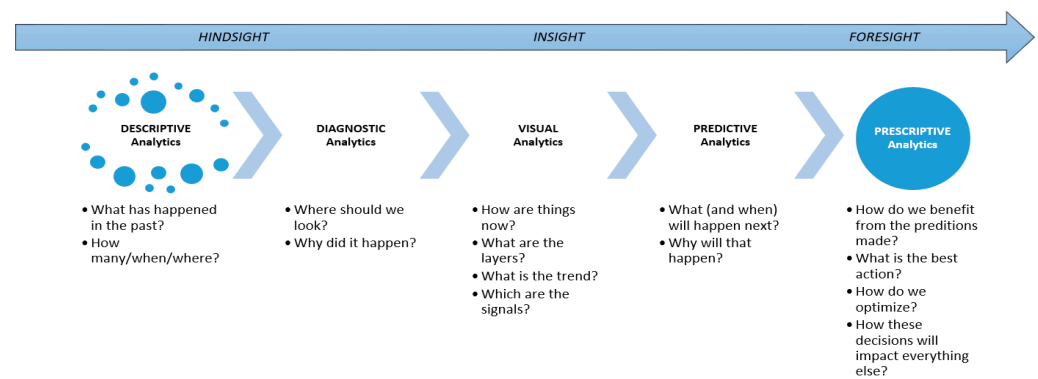 HINDSIGHT
INSIGHT
FORESIGHT
DESCRIPTIVE
Analytics
DIAGNOSTIC
Analytics
VISUAL
Analytics
PREDICTIVE
Analytics
PRESCRIPTIVE
Analytics
• What has happened
in the past?
• How
many/when/where?
• Where should we
look?
• Why did it happen?
• How are things
now?
• What are the
layers?
• What is the trend?
• Which are the
signals?
• What (and when)
will happen next?
• Why will that
happen?
• How do we benefit
from the preditions
made?
• What is the best
action?
• How do we
optimize?
• How these
decisions will
impact everything
else?